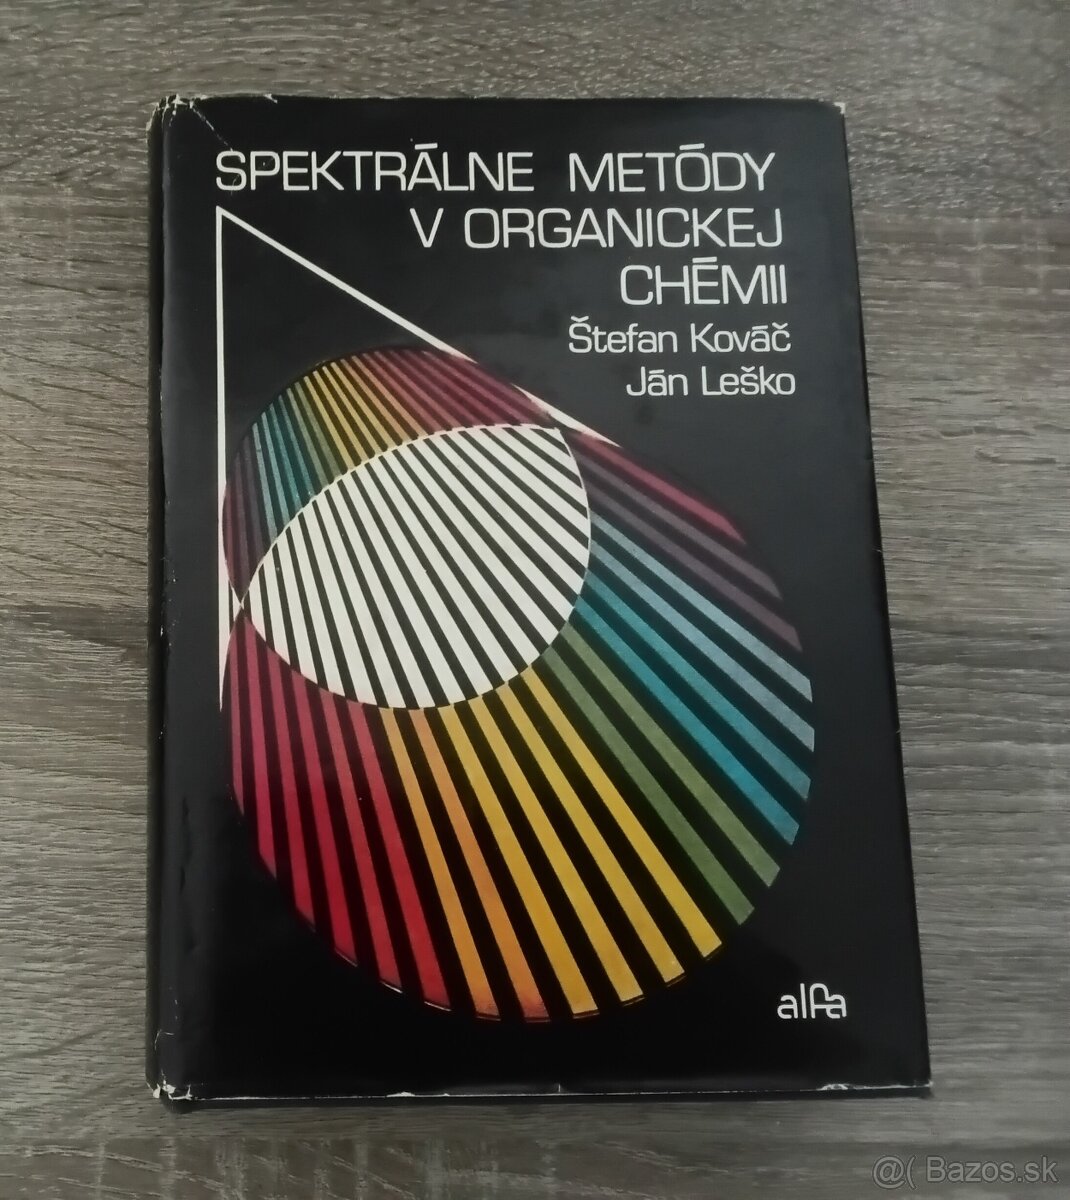 SPEKTRÁLNE METÓDY
V ORGANICKEJ
CHÉMII
Štefan Kováč
Ján Leško
alfa
@( Bazos.sk